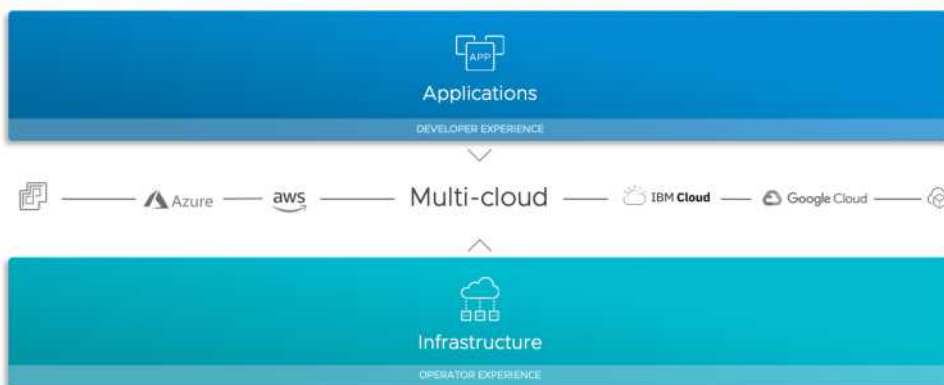 APP
Applications
DEVELOPER EXPERIENCE
Azure aws Multi-cloud IBM Cloud Google Cloud
Infrastructure
OPERATOR EXPERIENCE